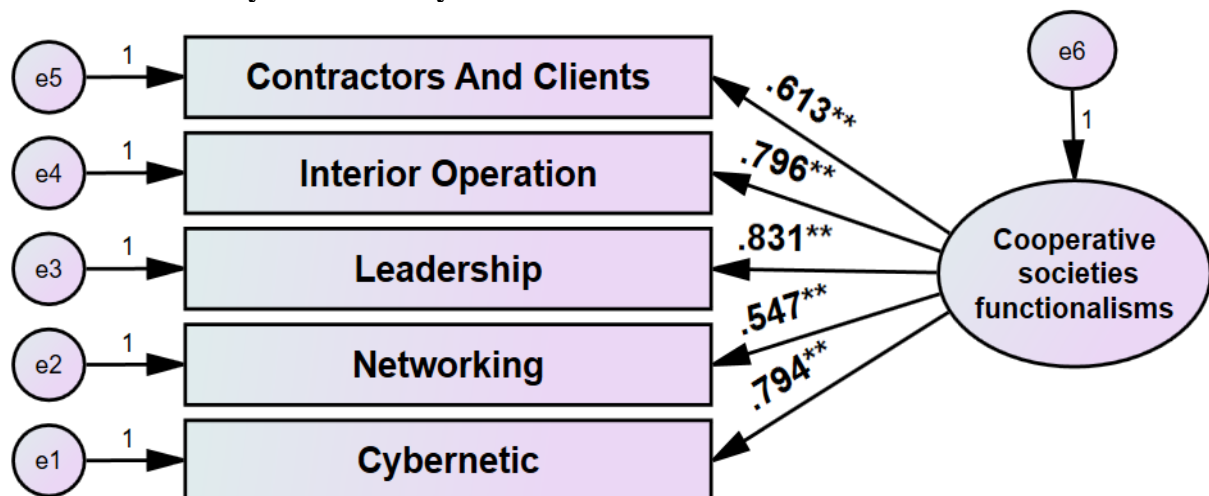 e5
1
Contractors And Clients
.613**
e6
1
e4
1
Interior Operation
.796**
e3
1
Leadership
.831**
Cooperative
societies
functionalisms
e2
1
Networking
.547**
e1
1
Cybernetic
.794**